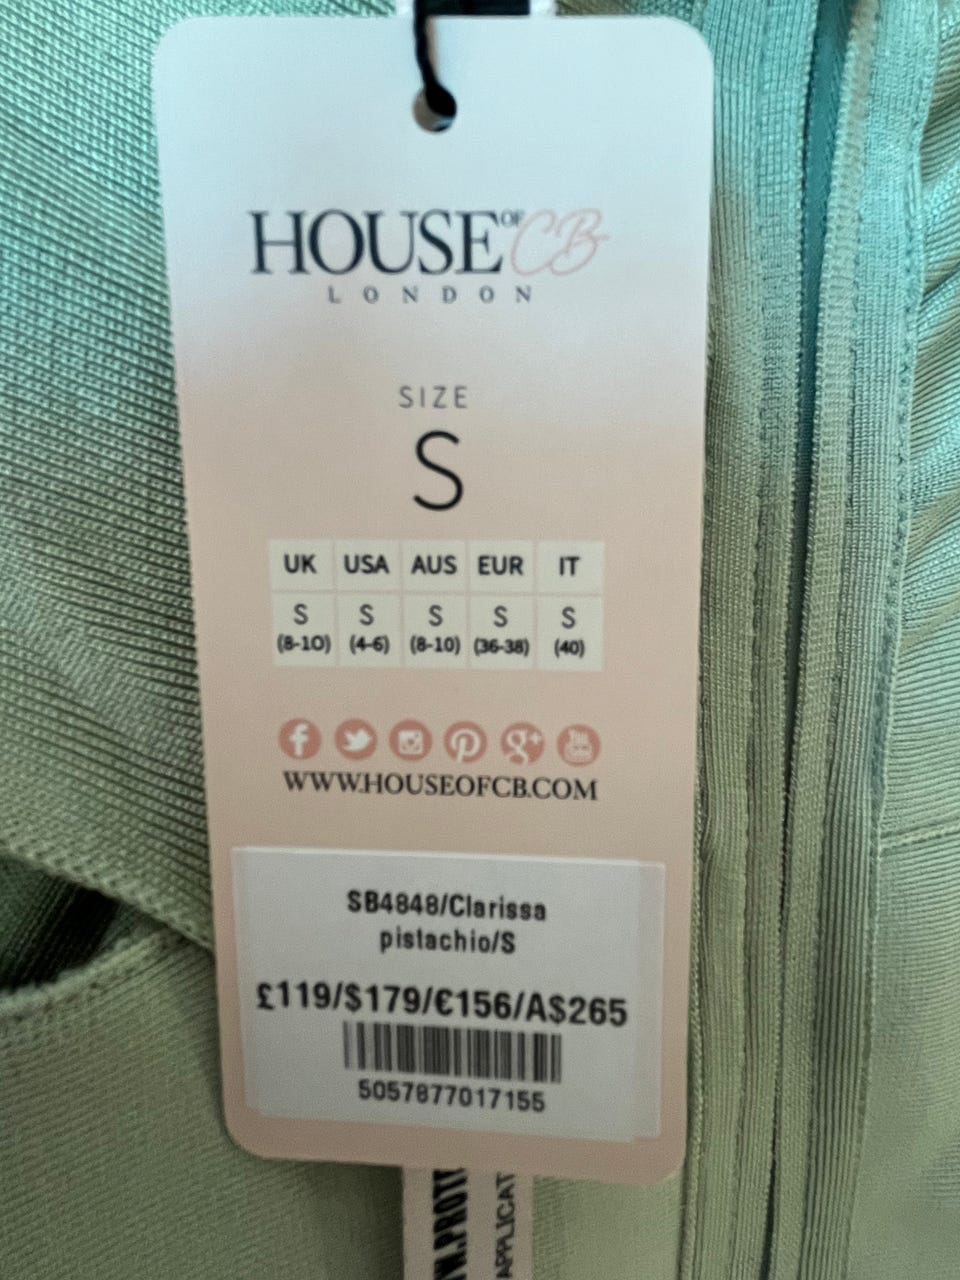 HOUSE OF CB
LONDON
SIZE
S
UK USA AUS EUR IT
S S S S S
(8-10) (4-6) (8-10) (36-38) (40)
WWW.HOUSEOFCB.COM
SB4848/Clarissa
pistachio/S
£119/$179/€156/A$265
5057877017155